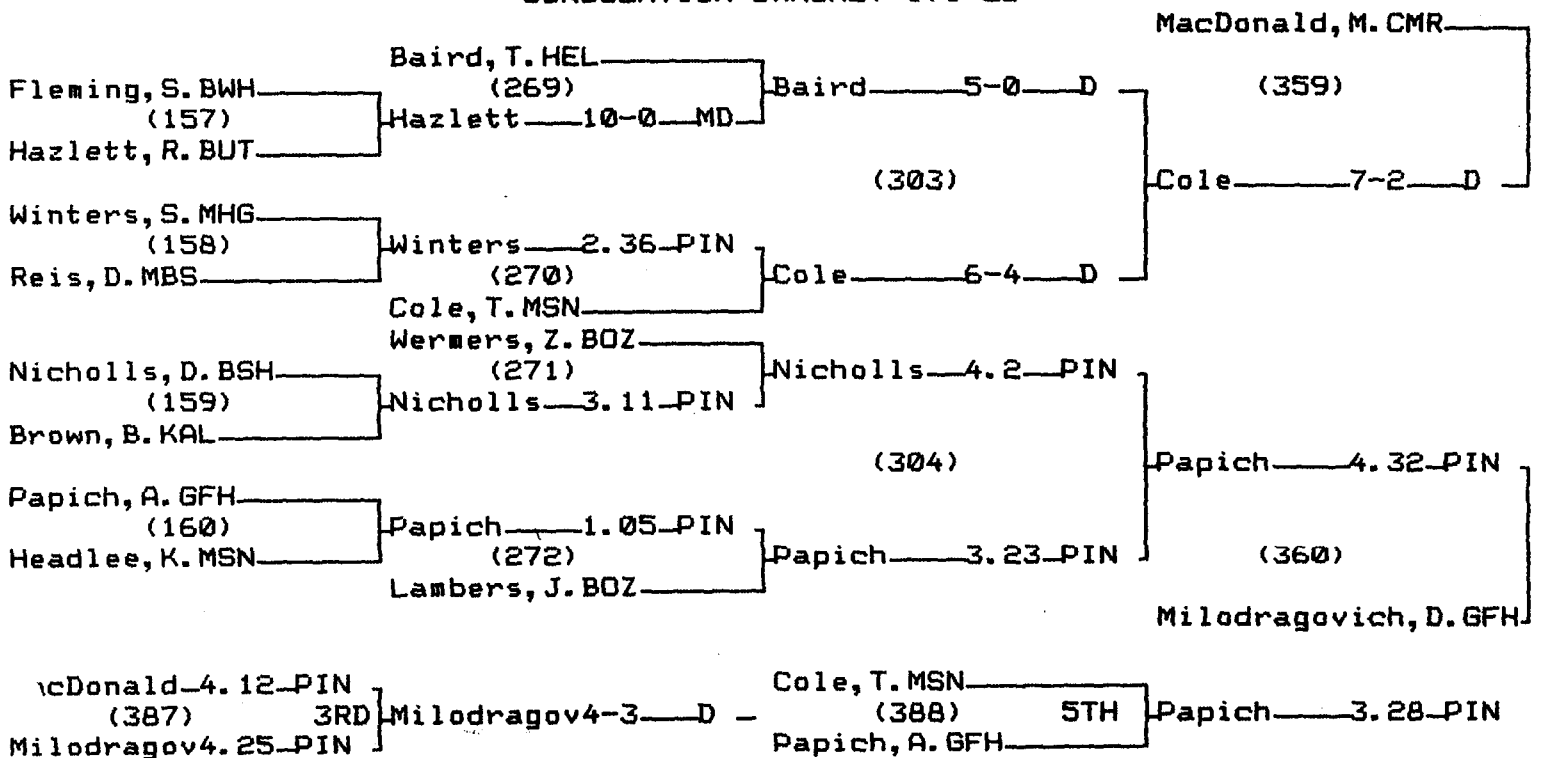 MacDonald, M. CMR
Baird, T. HEL
Fleming, S. BWH (269) Baird 5-0 D (359)
(157) Hazlett 10-0 MD
Hazlett, R. BUT
(303) Cole 7-2 D
Winters, S. MHG
(158) Winters 2.36 PIN
Reis, D. MBS (270) Cole 6-4 D
Cole, T. MSN
Wermers, Z. BOZ
Nicholls, D. BSH (271) Nicholls 4.2 PIN
(159) Nicholls 3.11 PIN
Brown, B. KAL
(304) Papich 4.32 PIN
Papich, A. GFH
(160) Papich 1.05 PIN
Headlee, K. MSN (272) Papich 3.23 PIN (360)
Lambers, J. BOZ
Milodragovich, D. GFH
cDonald 4.12 PIN Cole, T. MSN
(387) 3RD Milodragov4-3 D (388) 5TH Papich 3.28 PIN
Milodragov4.25 PIN Papich, A. GFH